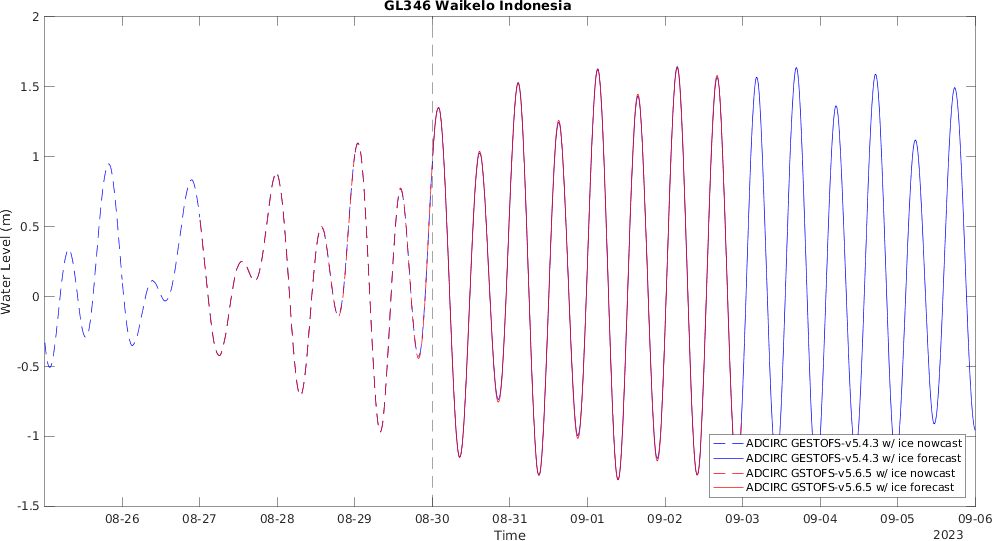 GL346 Waikelo Indonesia
2
1.5
1
0.5
0
-0.5
-1
-1.5
Water Level (m)
ADCIRC GESTOFS-v5.4.3 w/ ice nowcast
ADCIRC GESTOFS-v5.4.3 w/ ice forecast
ADCIRC GSTOFS-v5.6.5 w/ ice nowcast
ADCIRC GSTOFS-v5.6.5 w/ ice forecast
08-26 08-27 08-28 08-29 08-30 08-31 09-01 09-02 09-03 09-04 09-05 09-06
Time
2023